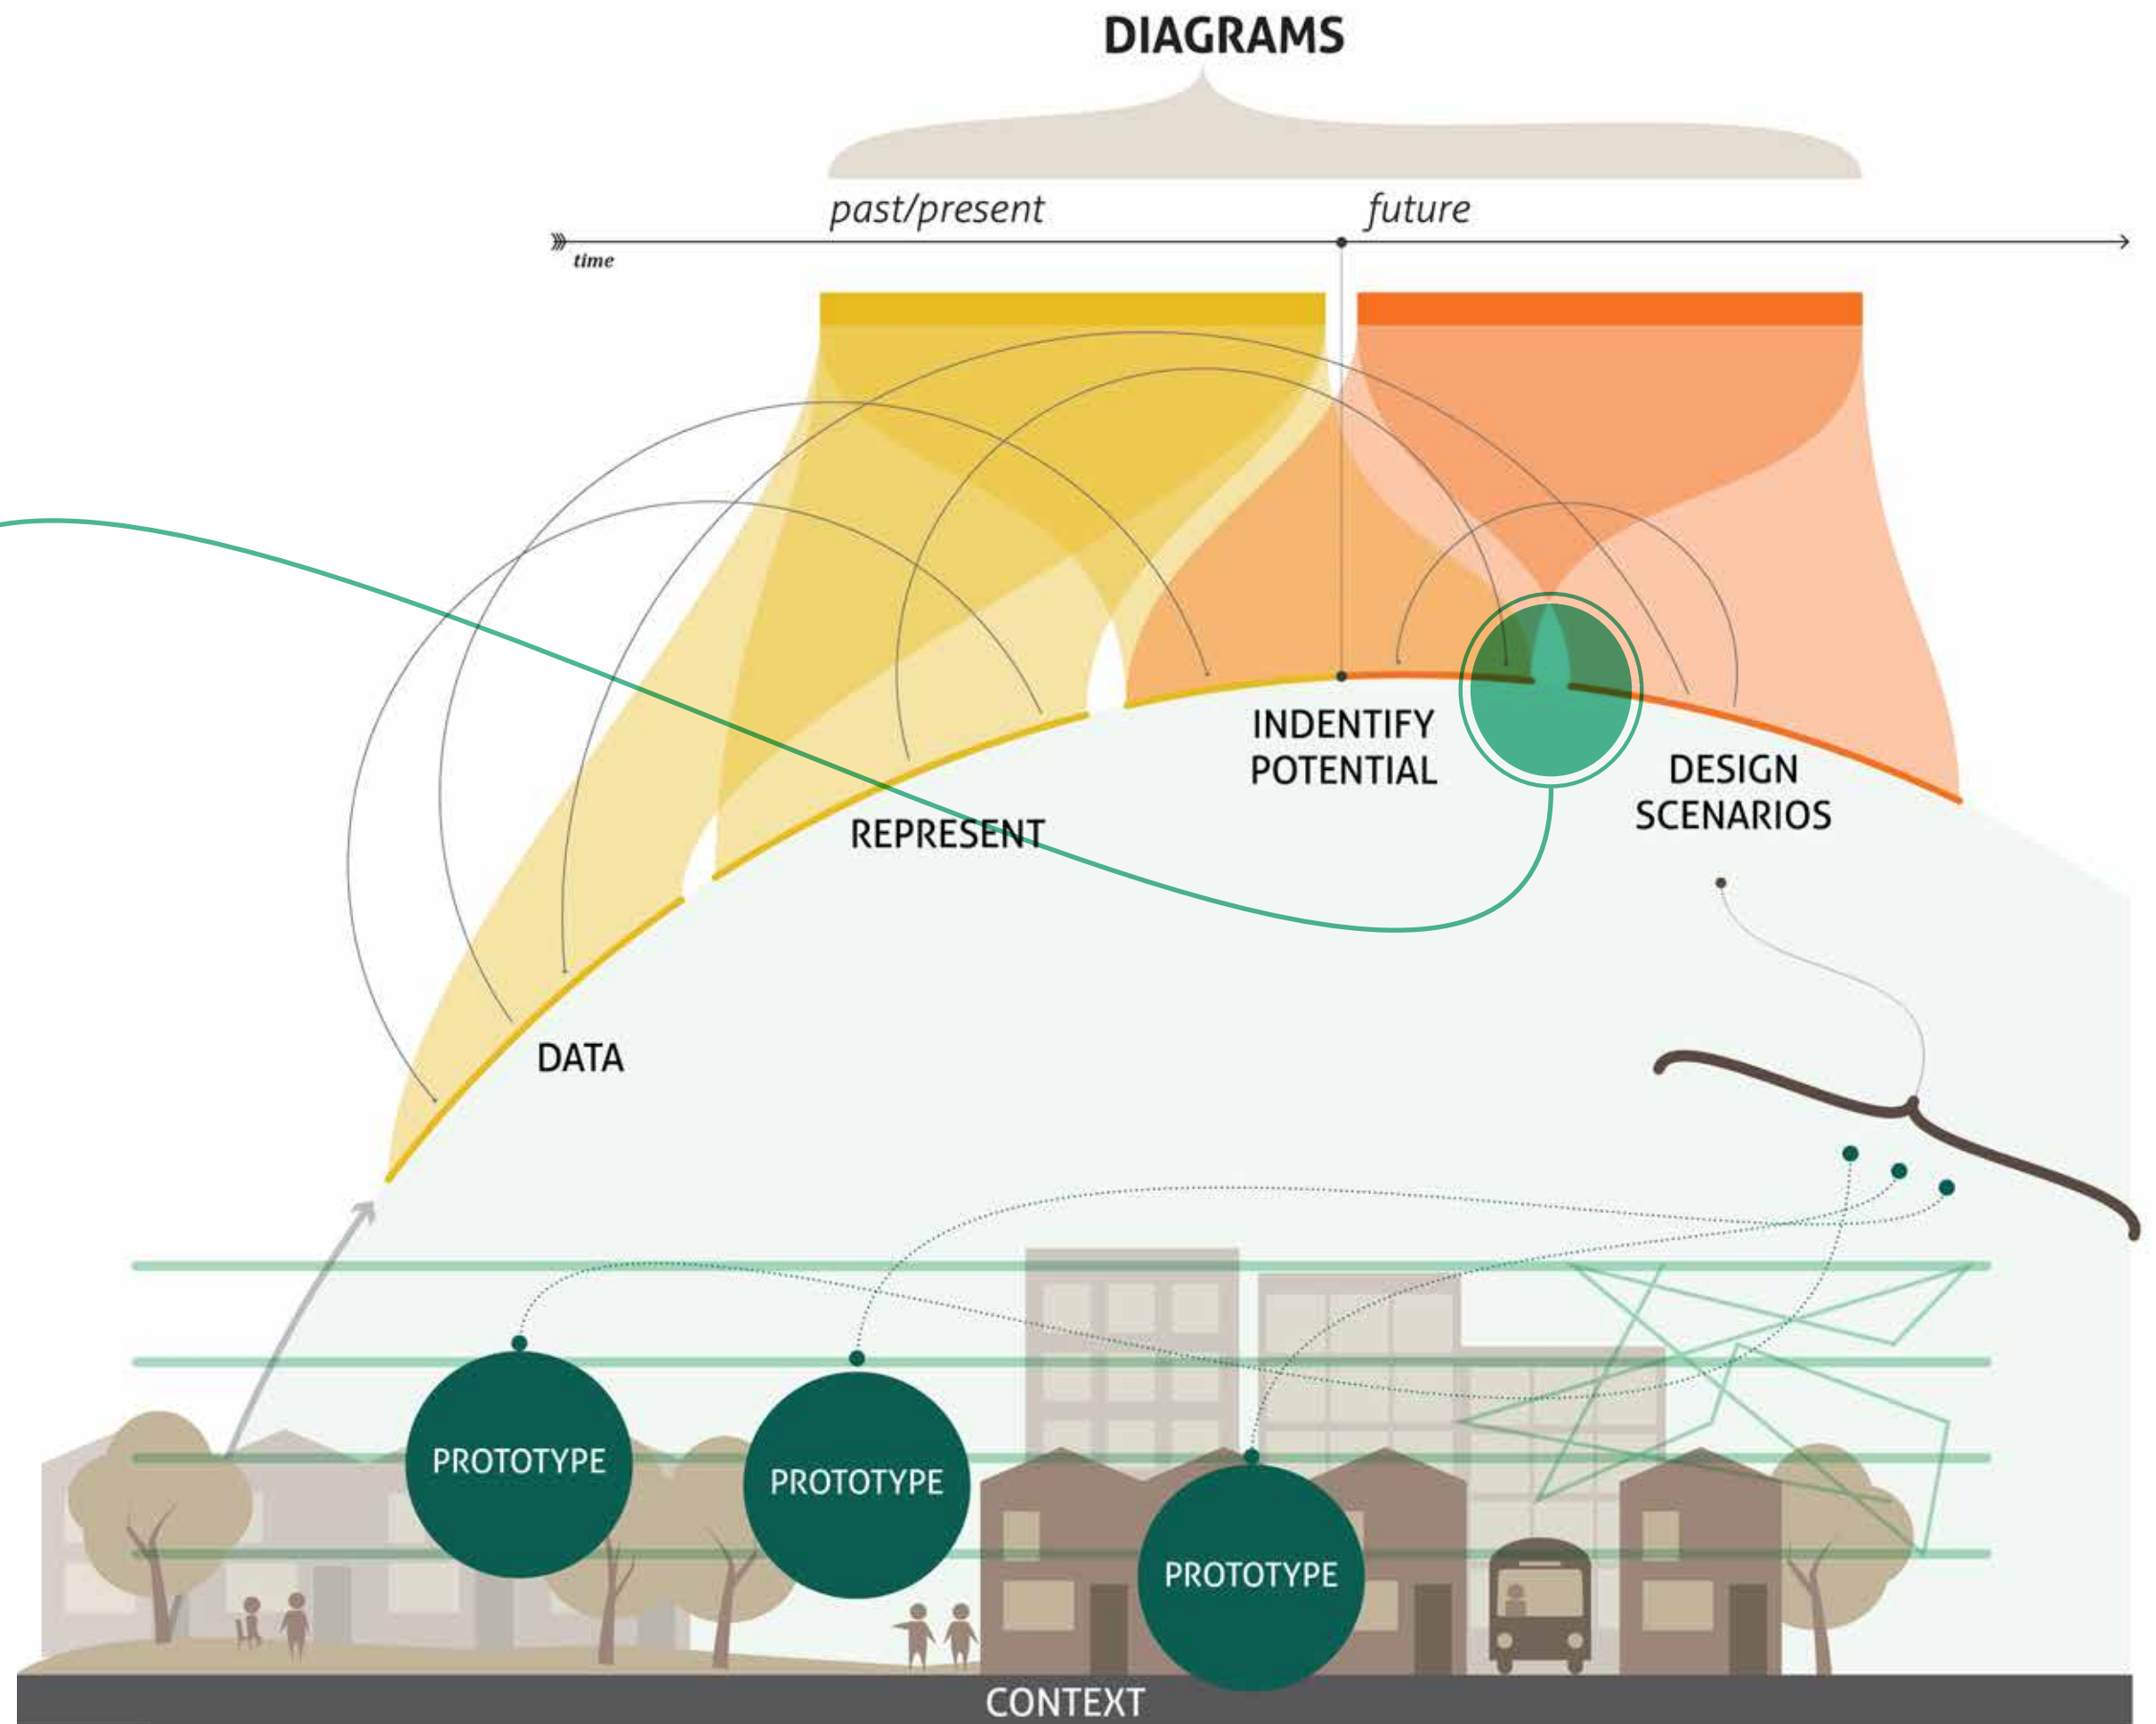 DIAGRAMS
past/present
future
time
INDENTIFY
POTENTIAL
DESIGN
SCENARIOS
REPRESENT
DATA
PROTOTYPE
PROTOTYPE
PROTOTYPE
CONTEXT